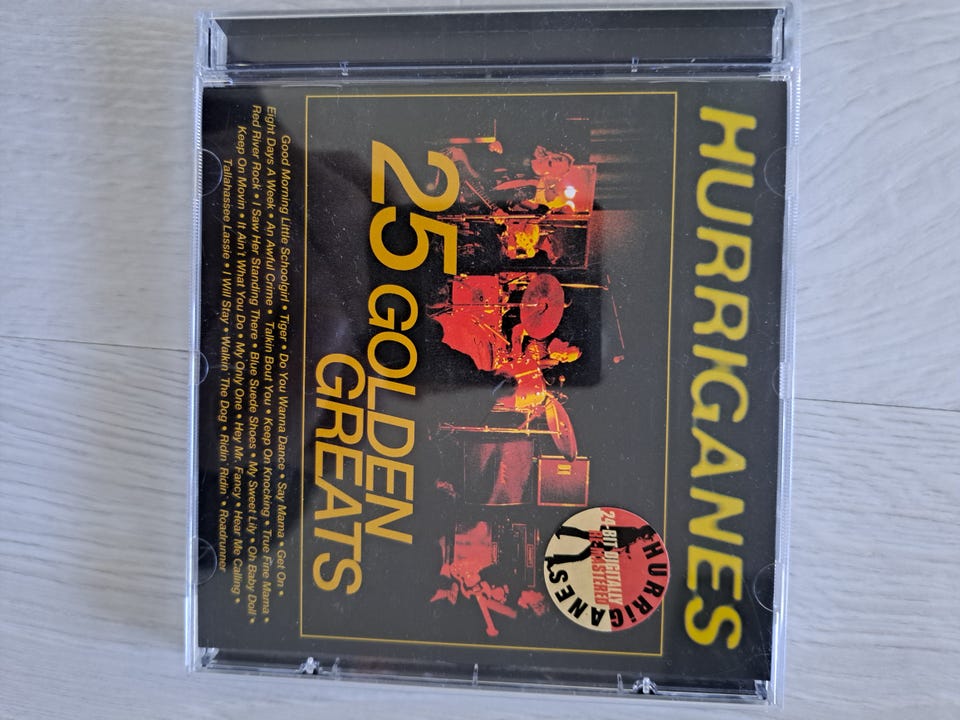 HURRIGANES
24-BIT DIGITALLY
REMASTERED
HURRiGANES
25 GOLDEN
GREATS
Good Morning Little Schoolgirl • Tiger • Do You Wanna Dance • Say Mama • Get On •
Eight Days A Week • An Awful Crime • Talkin Bout You • Keep On Knocking • True Fine Mama •
Red River Rock • I Saw Her Standing There • Blue Suede Shoes • My Sweet Lily • Oh Baby Doll •
Keep On Movin • It Ain't What You Do • My Only One • Hey Mr. Fancy • Hear Me Calling •
Tallahassee Lassie • I Will Stay • Walkin' The Dog • Ridin' Ridin' • Roadrunner